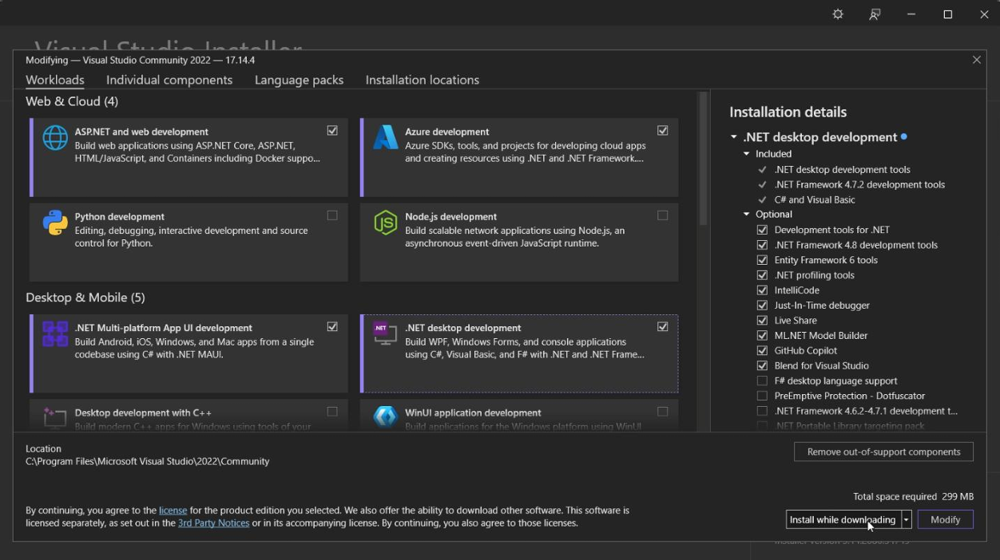 Visual Studio Installer
Modifying — Visual Studio Community 2022 — 17.14.4
Workloads
Individual components
Language packs
Installation locations
Web & Cloud (4)
ASP.NET and web development
Build web applications using ASP.NET Core, ASP.NET,
HTML/JavaScript, and Containers including Docker suppo...
Azure development
Azure SDKs, tools, and projects for developing cloud apps
and creating resources using .NET and .NET Framework....
Python development
Editing, debugging, interactive development and source
control for Python.
Node.js development
Build scalable network applications using Node.js, an
asynchronous event-driven JavaScript runtime.
Desktop & Mobile (5)
.NET Multi-platform App UI development
Build Android, iOS, Windows, and Mac apps from a single
codebase using C# with .NET MAUI.
.NET
.NET desktop development
Build WPF, Windows Forms, and console applications
using C#, Visual Basic, and F# with .NET and .NET Frame...
Desktop development with C++
Build modern C++ apps for Windows using tools of your
WinUI application development
Build applications for the Windows platform using WinUI
Installation details
.NET desktop development
Included
.NET desktop development tools
.NET Framework 4.7.2 development tools
C# and Visual Basic
Optional
Development tools for .NET
.NET Framework 4.8 development tools
Entity Framework 6 tools
.NET profiling tools
IntelliCode
Just-In-Time debugger
Live Share
ML.NET Model Builder
GitHub Copilot
Blend for Visual Studio
F# desktop language support
PreEmptive Protection - Dotfuscator
.NET Framework 4.6.2-4.7.1 development t...
.NET Portable Library targeting pack
Location
C:\Program Files\Microsoft Visual Studio\2022\Community
Remove out-of-support components
Total space required 299 MB
By continuing, you agree to the license for the product edition you selected. We also offer the ability to download other software. This software is
licensed separately, as set out in the 3rd Party Notices or in its accompanying license. By continuing, you also agree to those licenses.
Install while downloading
Modify